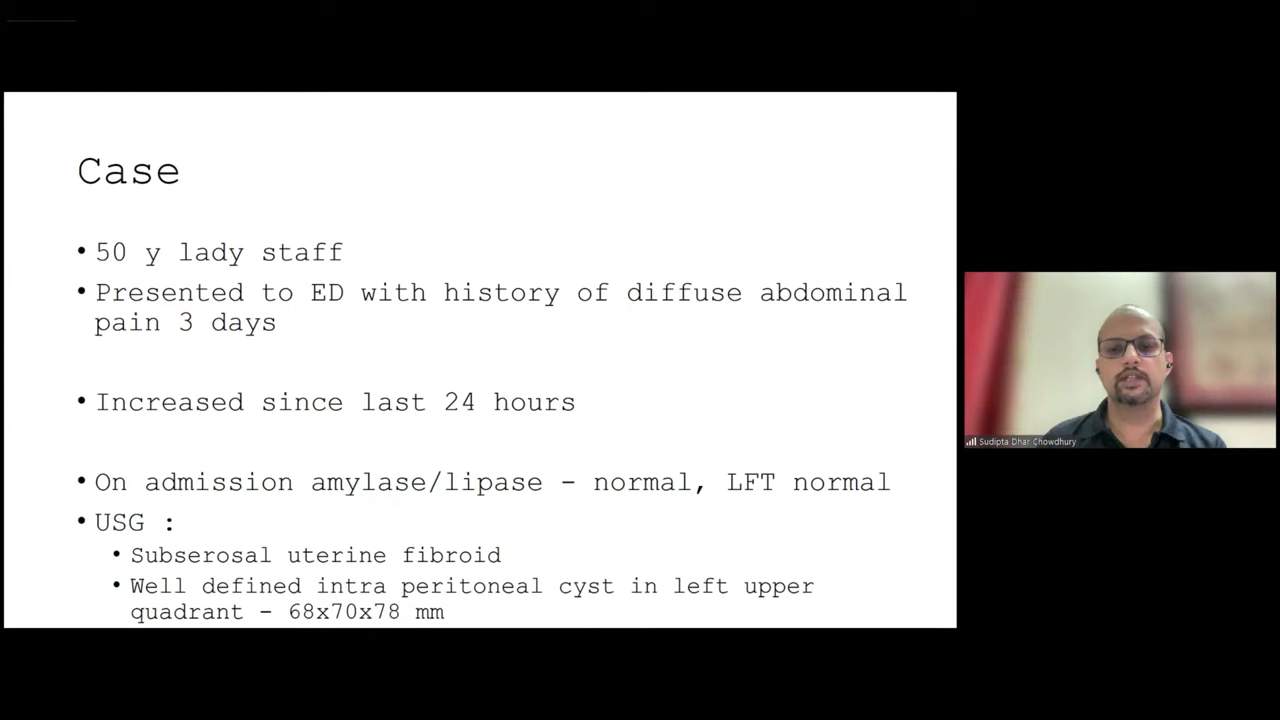 Case
• 50 y lady staff
• Presented to ED with history of diffuse abdominal
pain 3 days
• Increased since last 24 hours
• On admission amylase/lipase – normal, LFT normal
• USG :
• Subserosal uterine fibroid
• Well defined intra peritoneal cyst in left upper
quadrant – 68x70x78 mm
Sudipta Dhar Chowdhury